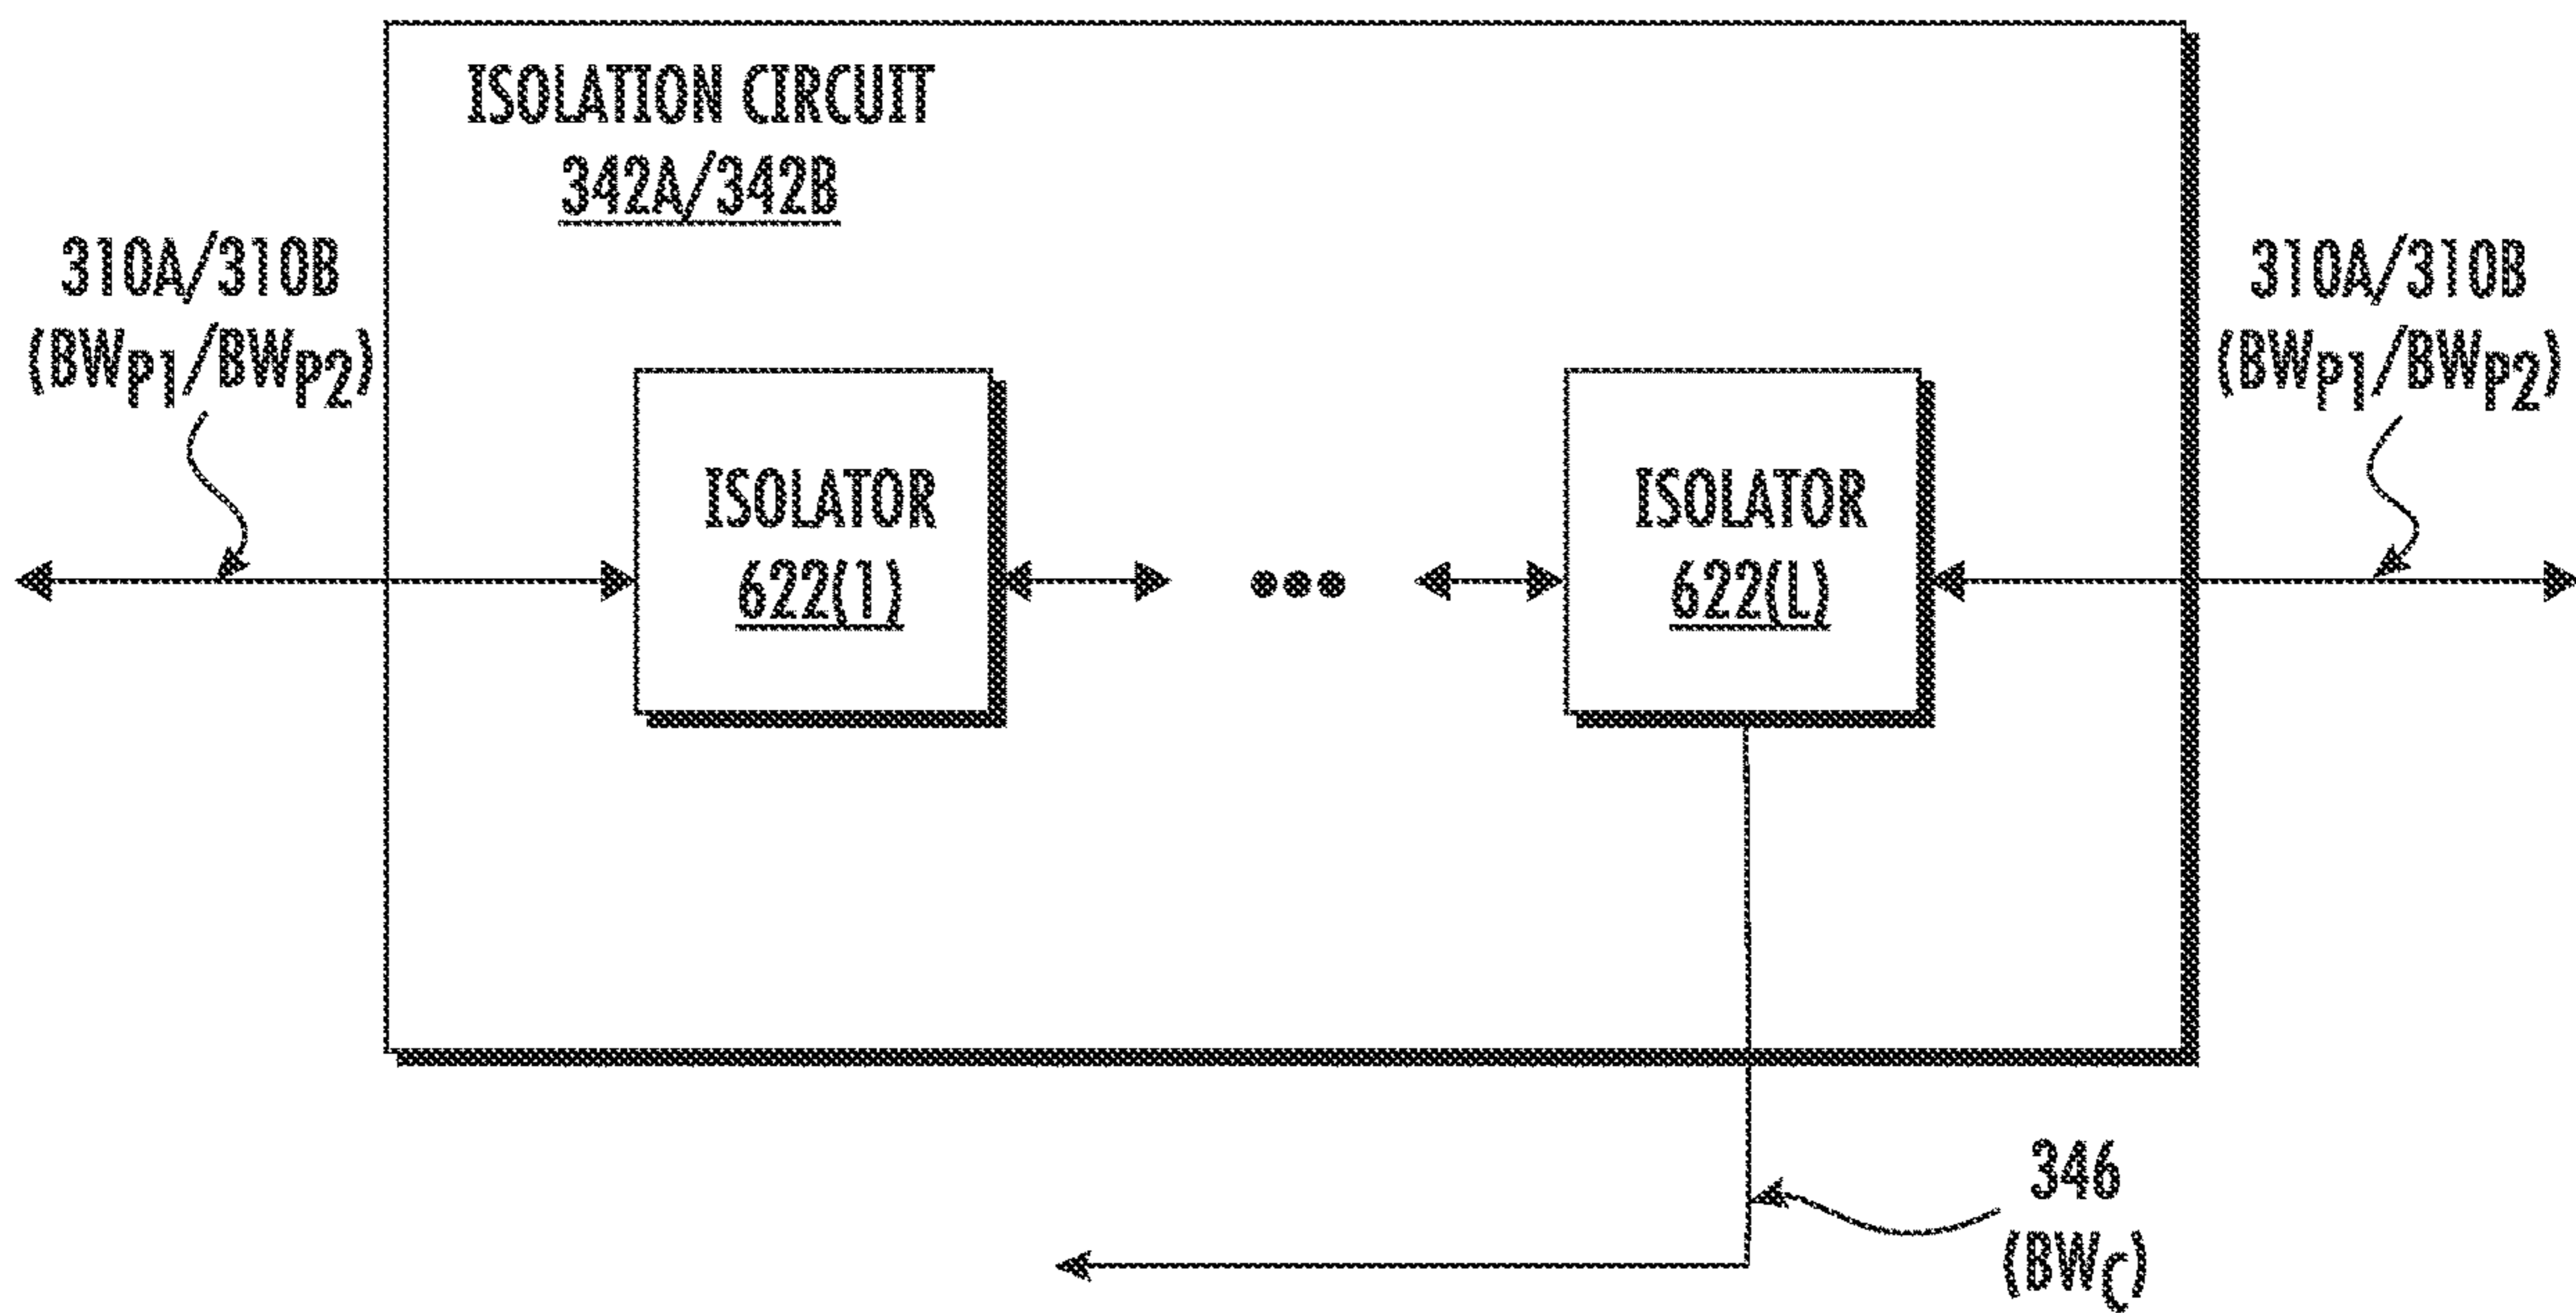 ISOLATION CIRCUIT
342A/342B
310A/310B
(BWP1/BWP2)
310A/310B
(BWP1/BWP2)
ISOLATOR
622(1)
•••
ISOLATOR
622(L)
346
(BWC)